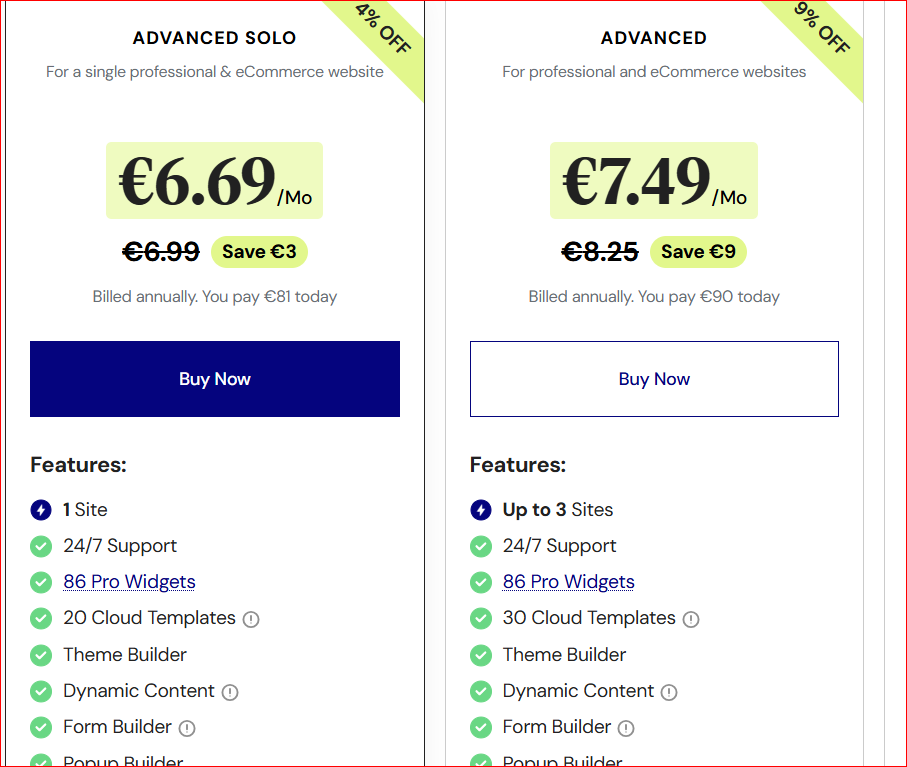 4% OFF
ADVANCED SOLO
For a single professional & eCommerce website
€6.69/Mo
€6.99 Save €3
Billed annually. You pay €81 today
Buy Now
Features:
1 Site
24/7 Support
86 Pro Widgets
20 Cloud Templates
Theme Builder
Dynamic Content
Form Builder
Popup Builder
9% OFF
ADVANCED
For professional and eCommerce websites
€7.49/Mo
€8.25 Save €9
Billed annually. You pay €90 today
Buy Now
Features:
Up to 3 Sites
24/7 Support
86 Pro Widgets
30 Cloud Templates
Theme Builder
Dynamic Content
Form Builder
Popup Builder